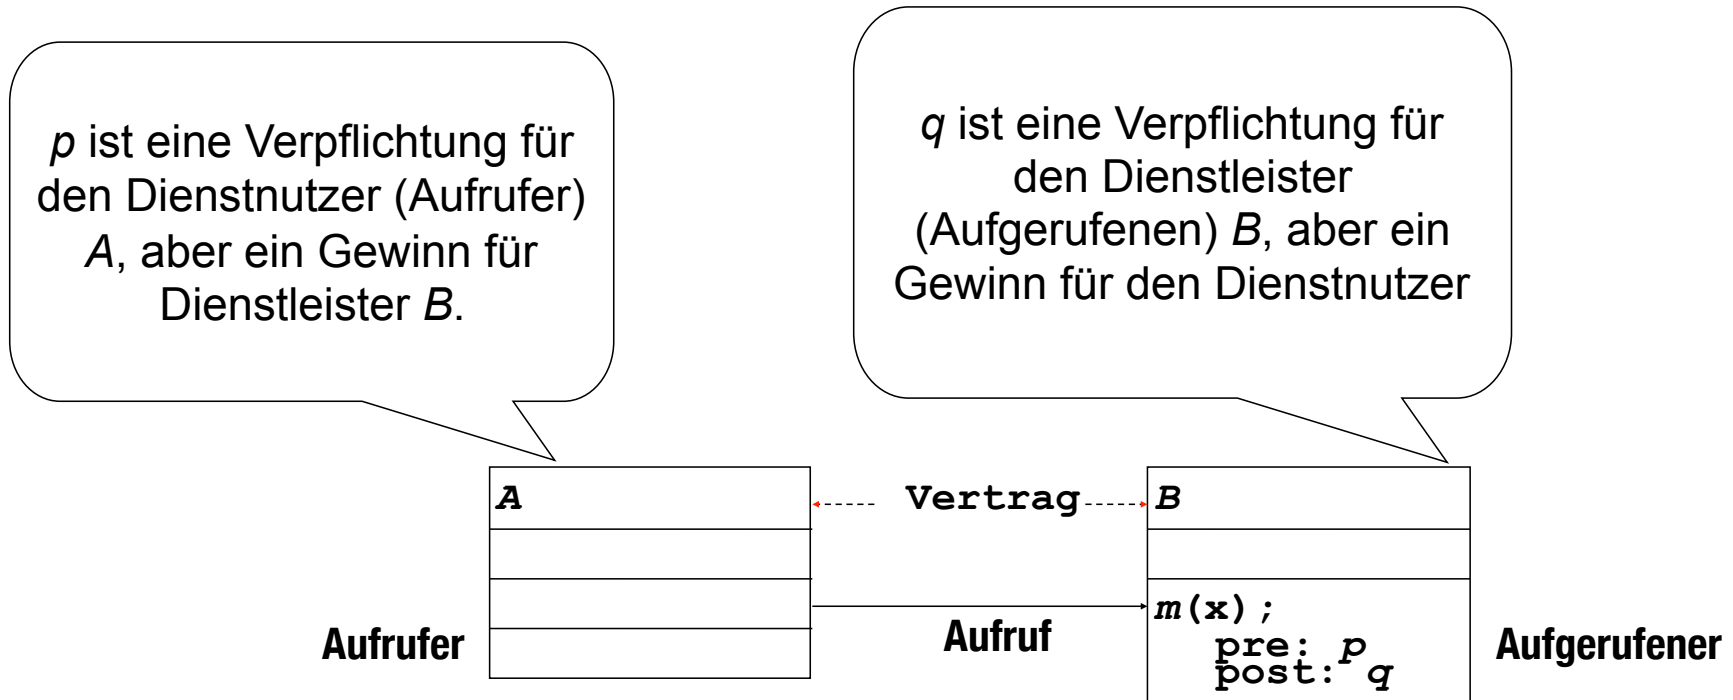 p ist eine Verpflichtung für
den Dienstnutzer (Aufrufer)
A, aber ein Gewinn für
Dienstleister B.
q ist eine Verpflichtung für
den Dienstleister
(Aufgerufenen) B, aber ein
Gewinn für den Dienstnutzer
A
Vertrag
B
Aufrufer
Aufruf
m(x);
pre: p
post: q
Aufgerufener